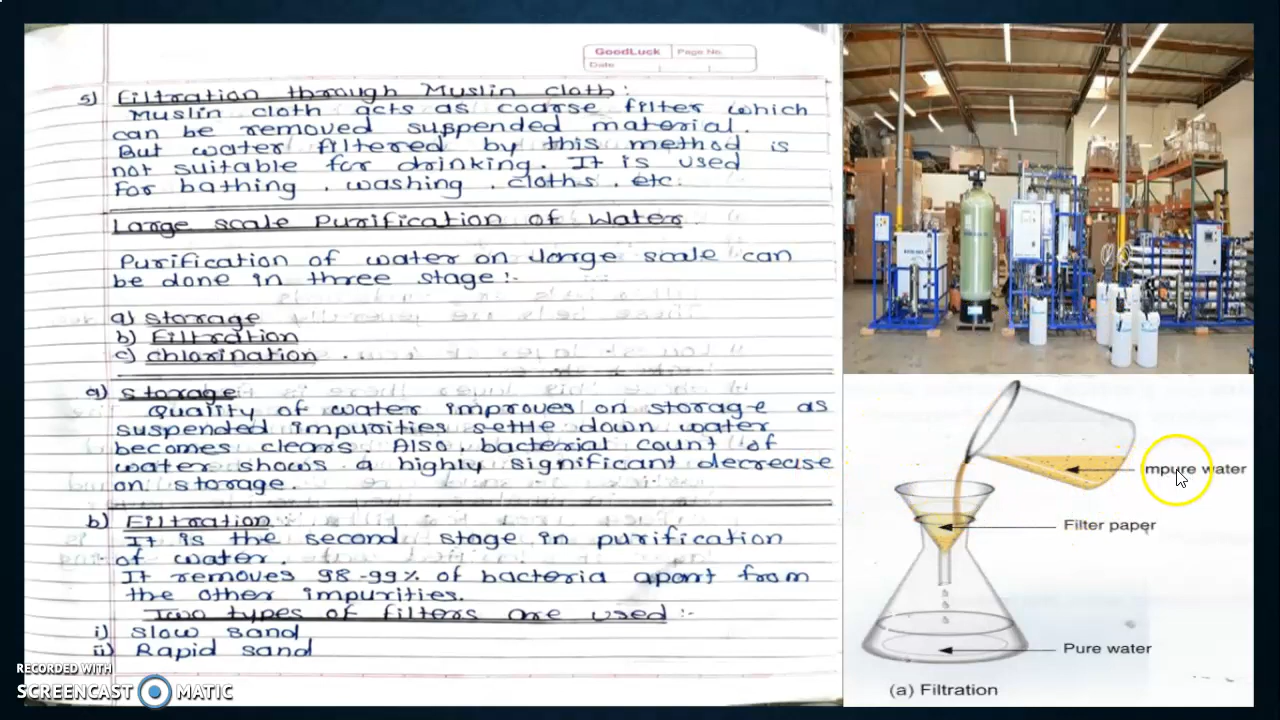 GoodLuck Page No.
Date
5) Filtration through Muslin cloth :
Muslin cloth acts as coarse filter which
can be removed suspended material.
But water filtered by this method is
not suitable for drinking. It is used
for bathing , washing , cloths , etc.
Large scale Purification of Water
Purification of water on large scale can
be done in three stage :-
a) Storage
b) Filtration
c) chlorination .
a) Storage
Quality of water improves on storage as
suspended impurities settle down water
becomes clears. Also, bacterial count of
water shows a highly significant decrease
on storage.
b) Filtration
It is the second stage in purification
of water.
It removes 98-99% of bacteria apart from
the other impurities.
Two types of filters are used :-
i) Slow sand
ii) Rapid sand
mpure water
Filter paper
Pure water
(a) Filtration
RECORDED WITH
SCREENCAST MATIC